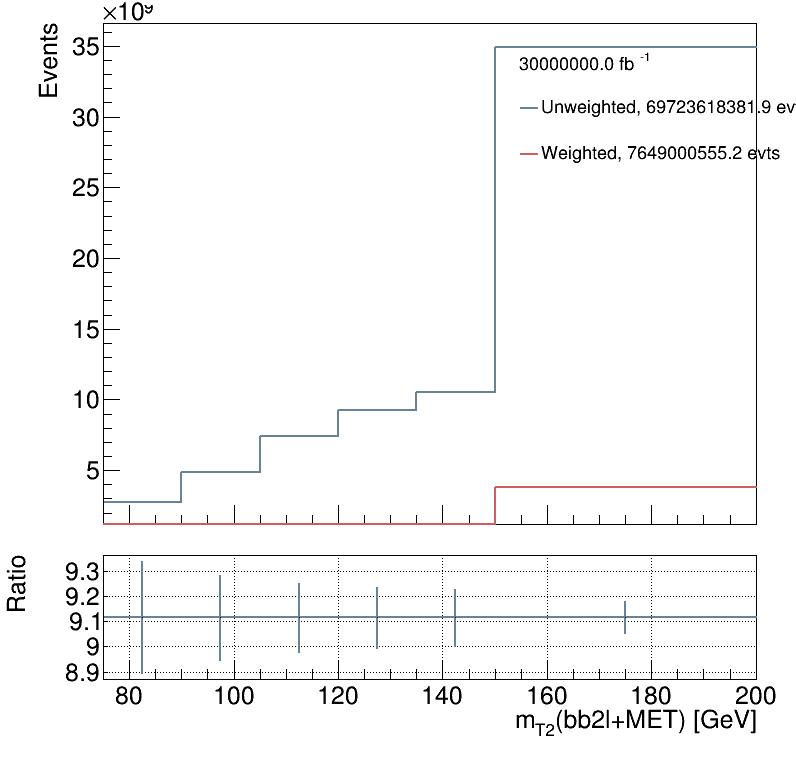 ×10
Events
35
30
25
20
15
10
5
30000000.0 fb -1
Unweighted, 69723618381.9 ev
Weighted, 7649000555.2 evts
Ratio
9.3
9.2
9.1
9
8.9
80 100 120 140 160 180 200
mT2(bb2l+MET) [GeV]